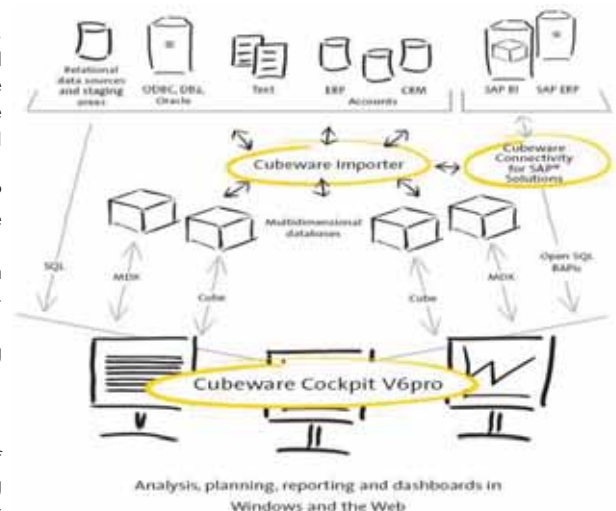 Relational
data sources
and staging
areas
ODBC, DB2,
Oracle
Text
ERP
CRM
Accounts
SAP BI
SAP ERP
Cubeware Importer
Cubeware
Connectivity
for SAP®
Solutions
Multidimensional
databases
SQL
MDX
Cube
Cube
MDX
Open SQL
BAPIs
Cubeware Cockpit V6pro
Analysis, planning, reporting and dashboards in
Windows and the Web